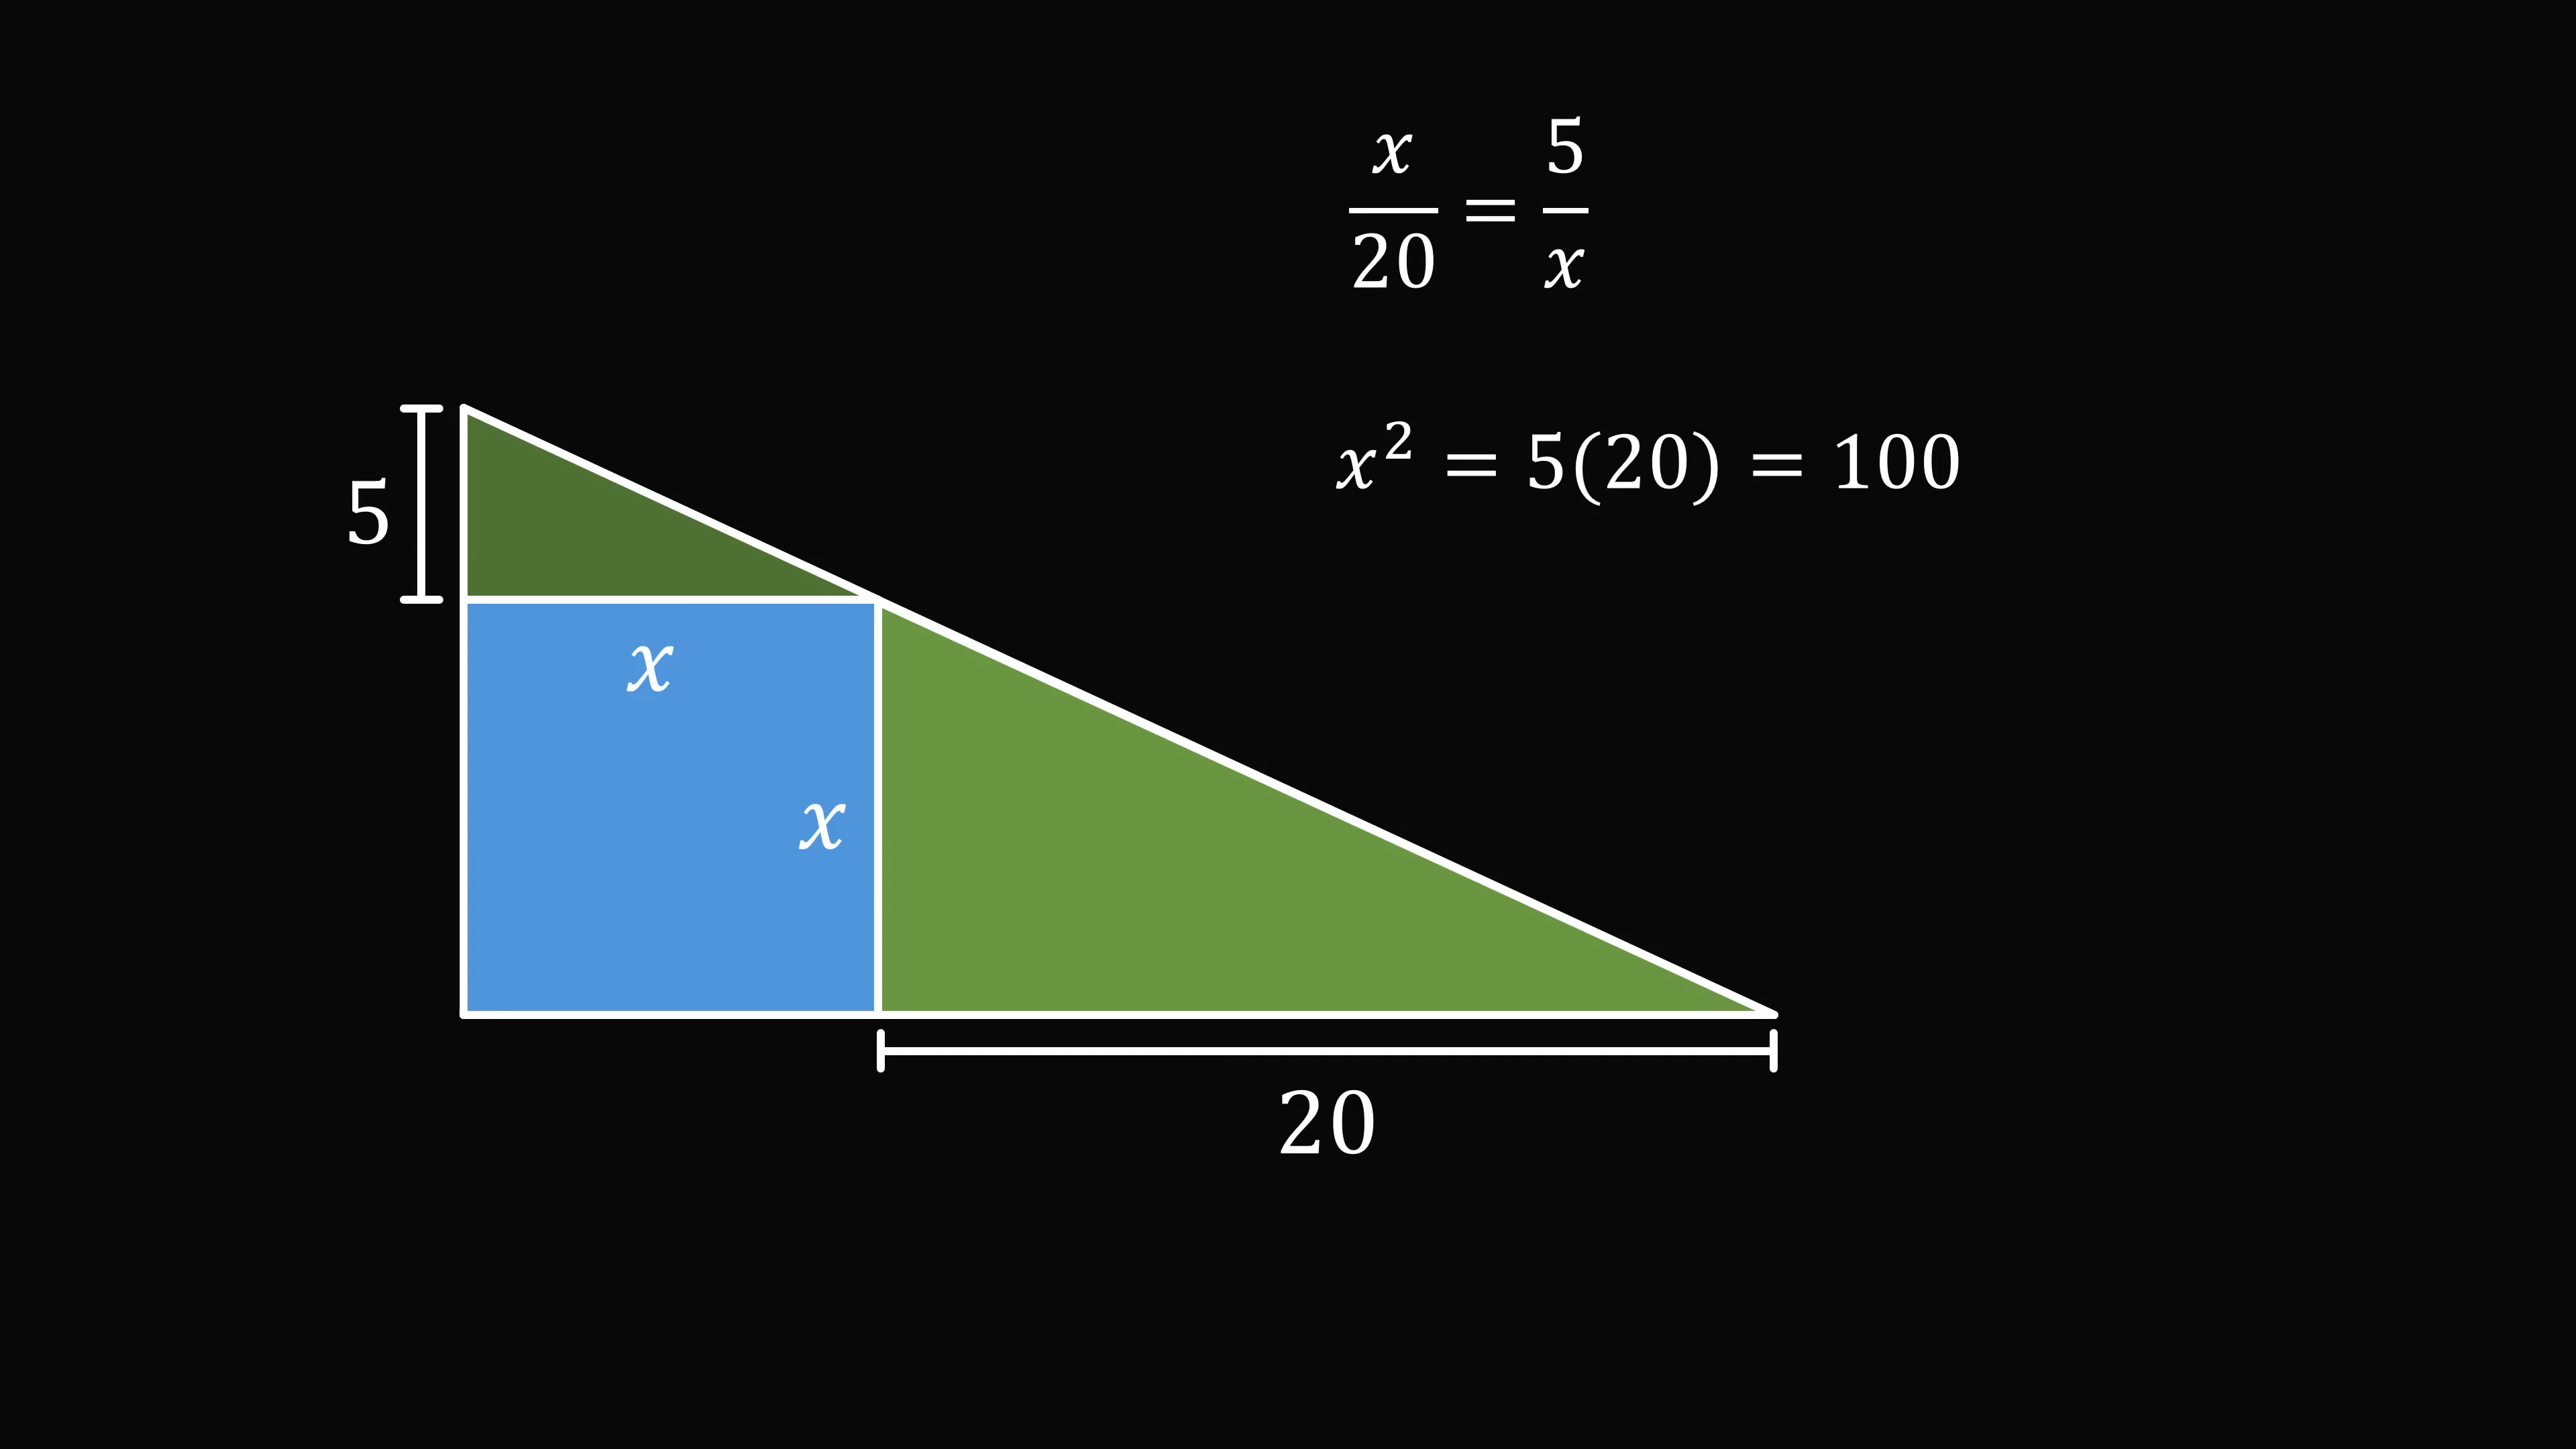 x/20 = 5/x
x² = 5(20) = 100
5
x
x
20